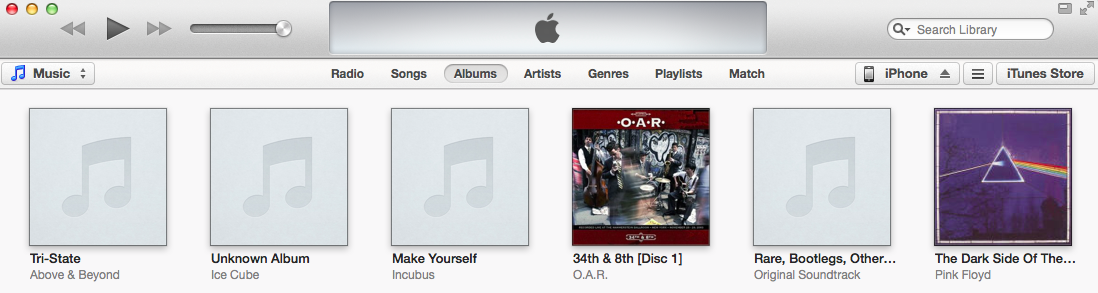 Search Library
Music
Radio
Songs
Albums
Artists
Genres
Playlists
Match
iPhone
iTunes Store
·O·A·R·
34TH & 8TH
Tri-State
Above & Beyond
Unknown Album
Ice Cube
Make Yourself
Incubus
34th & 8th [Disc 1]
O.A.R.
Rare, Bootlegs, Other…
Original Soundtrack
The Dark Side Of The…
Pink Floyd